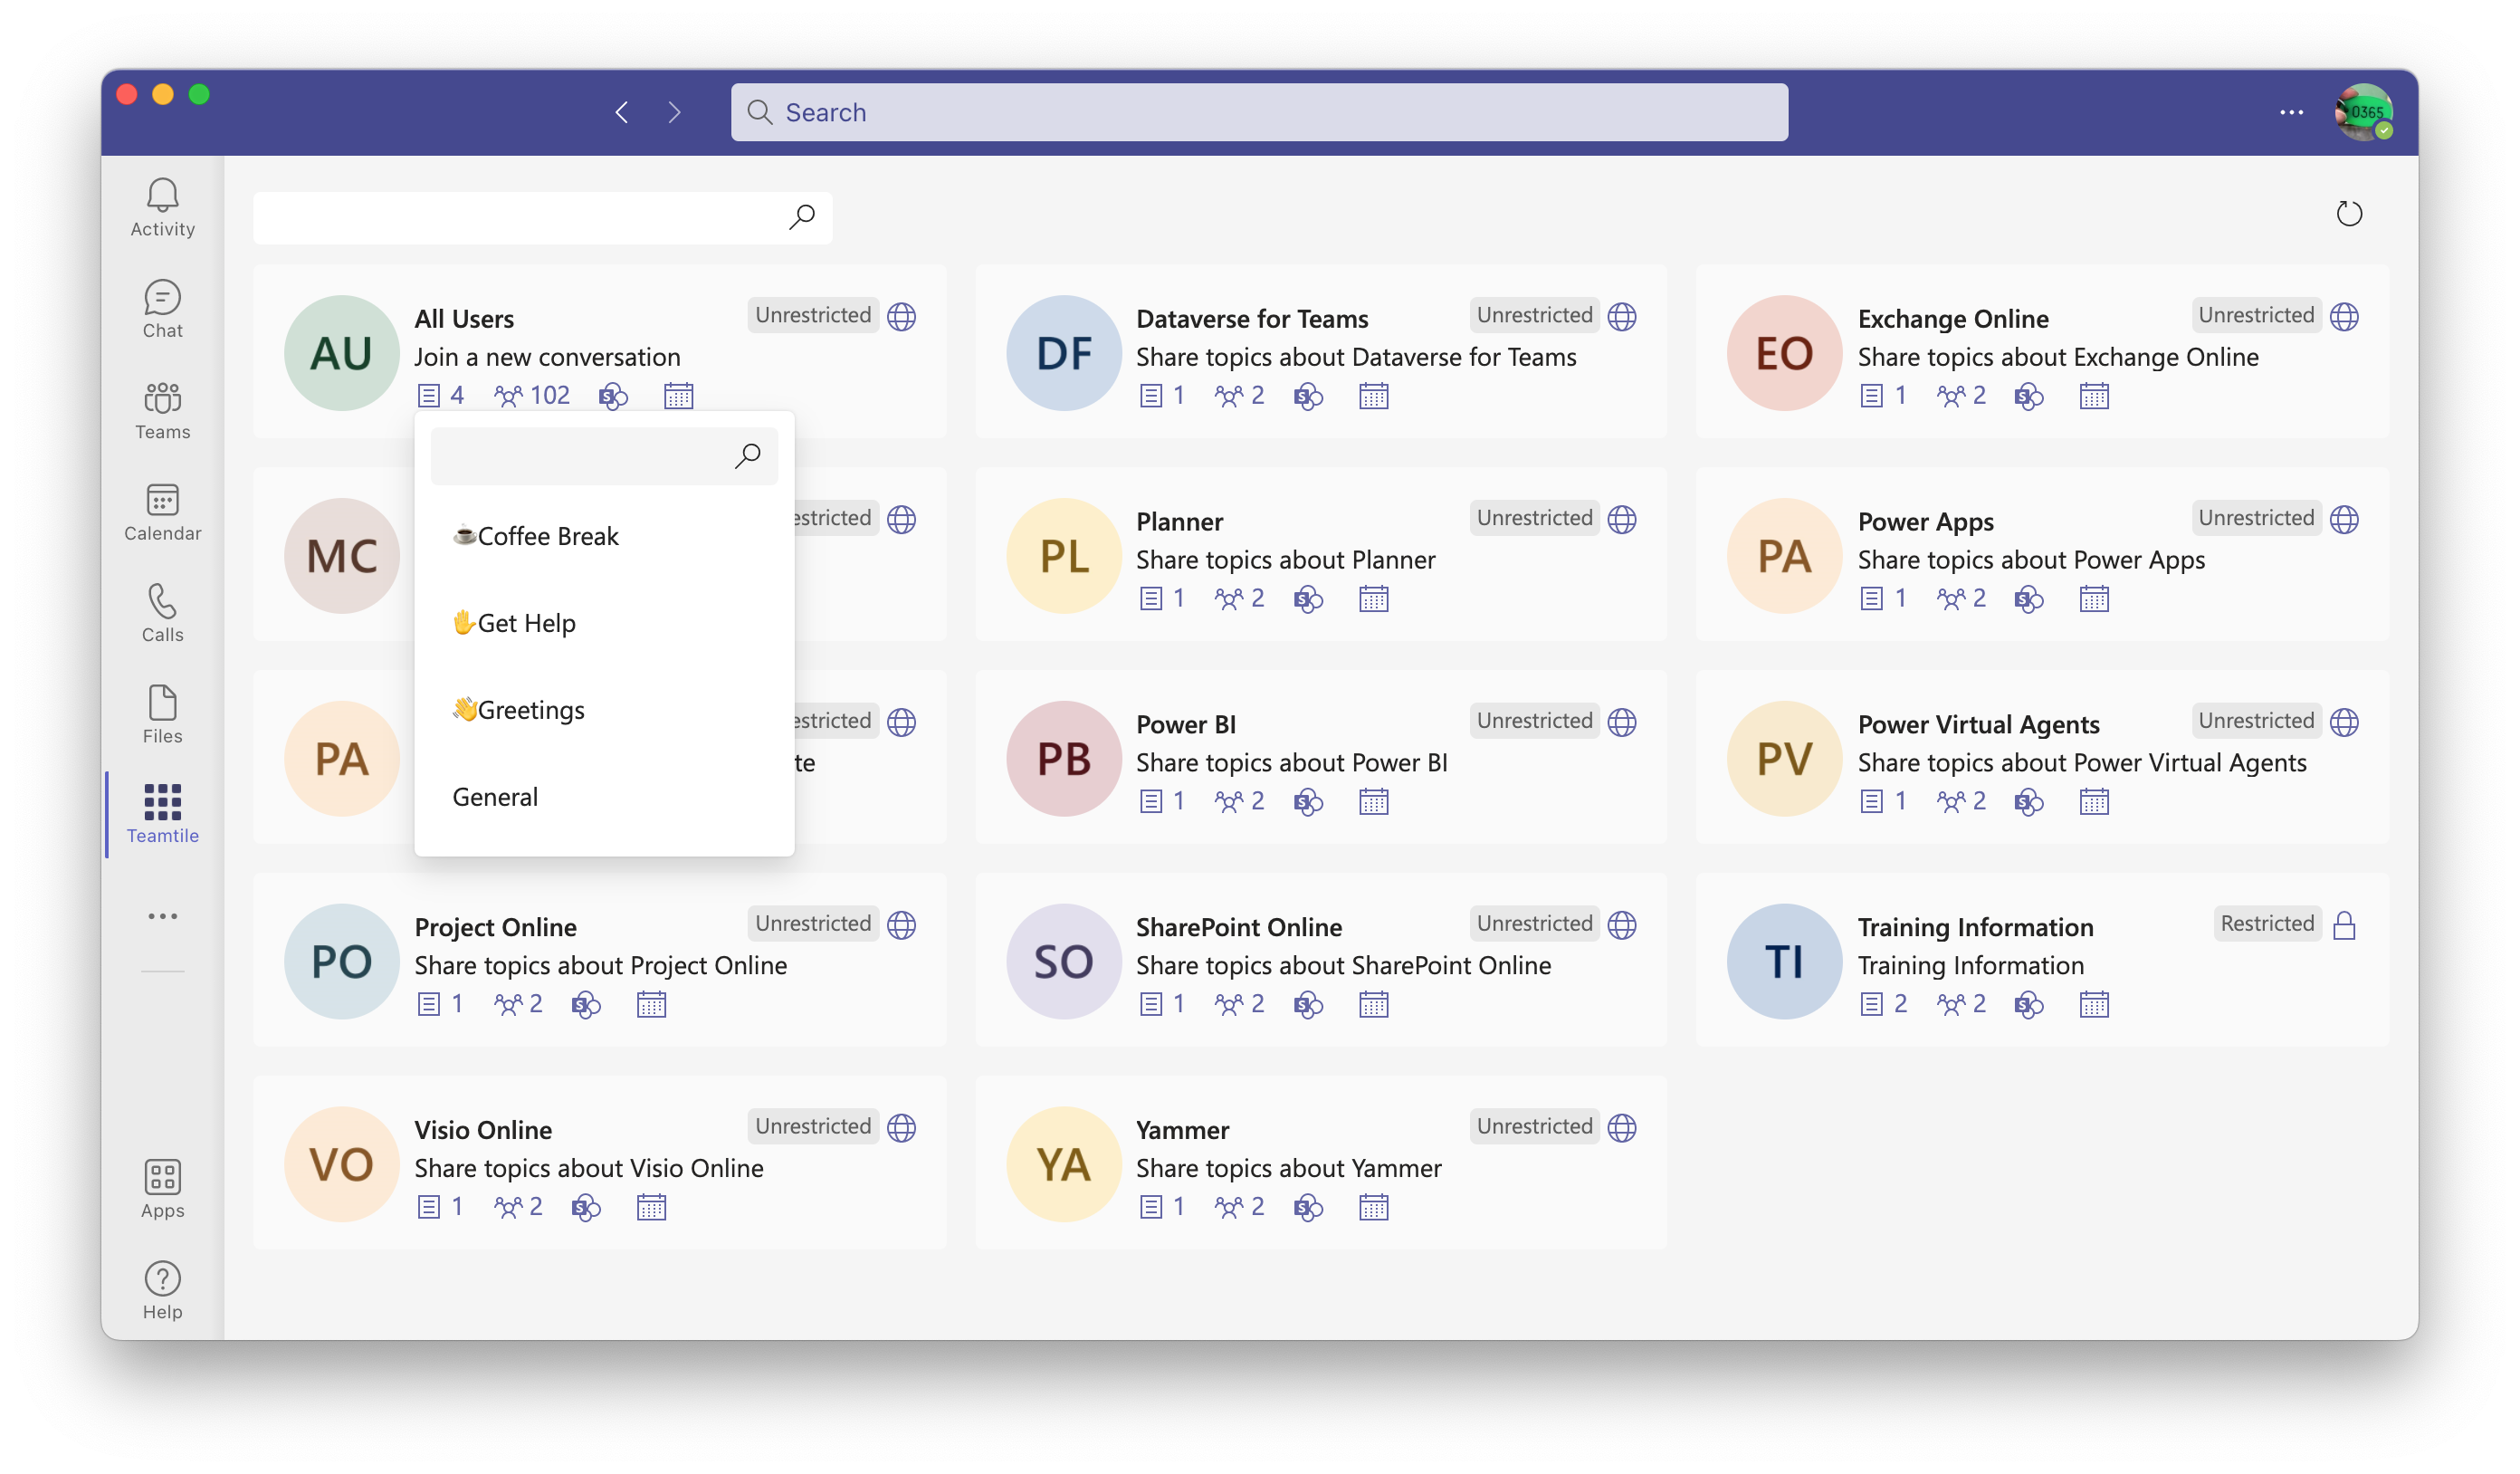 Search
0365
Activity
Chat
Teams
Calendar
Calls
Files
Teamtile
Apps
Help
AU
All Users
Unrestricted
Join a new conversation
4 102
DF
Dataverse for Teams
Unrestricted
Share topics about Dataverse for Teams
1 2
EO
Exchange Online
Unrestricted
Share topics about Exchange Online
1 2
Coffee Break
Get Help
Greetings
General
MC
estricted
PL
Planner
Unrestricted
Share topics about Planner
1 2
PA
Power Apps
Unrestricted
Share topics about Power Apps
1 2
PA
estricted
te
PB
Power BI
Unrestricted
Share topics about Power BI
1 2
PV
Power Virtual Agents
Unrestricted
Share topics about Power Virtual Agents
1 2
PO
Project Online
Unrestricted
Share topics about Project Online
1 2
SO
SharePoint Online
Unrestricted
Share topics about SharePoint Online
1 2
TI
Training Information
Restricted
Training Information
2 2
VO
Visio Online
Unrestricted
Share topics about Visio Online
1 2
YA
Yammer
Unrestricted
Share topics about Yammer
1 2